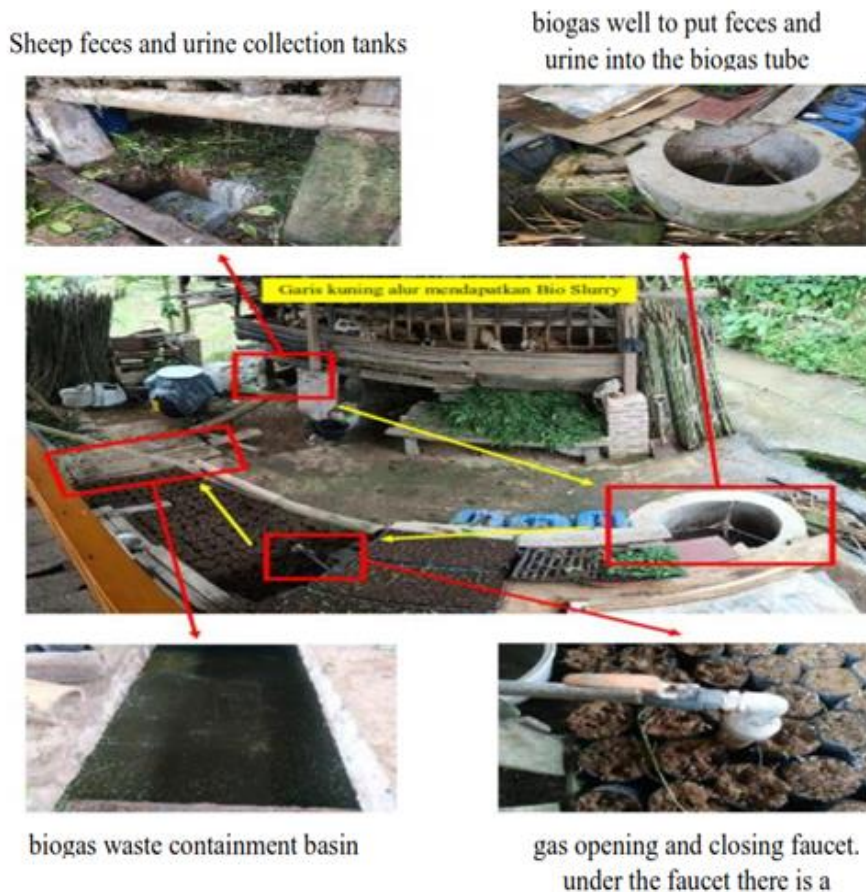 Sheep feces and urine collection tanks
biogas well to put feces and
urine into the biogas tube
Garis kuning alur mendapatkan Bio Slurry
biogas waste containment basin
gas opening and closing faucet.
under the faucet there is a